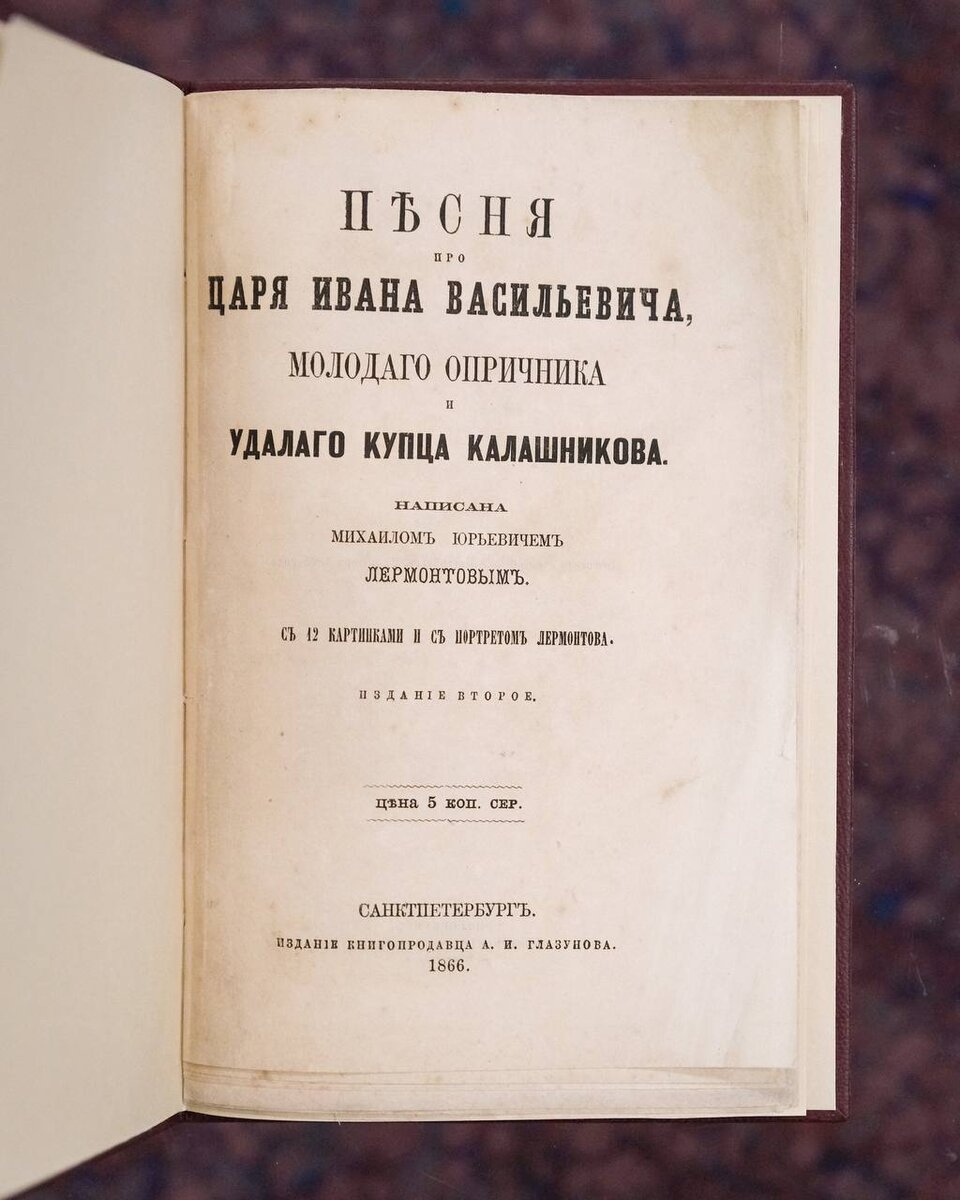 ПѢСНЯ
ПРО
ЦАРЯ ИВАНА ВАСИЛЬЕВИЧА,
МОЛОДАГО ОПРИЧНИКА
И
УДАЛАГО КУПЦА КАЛАШНИКОВА.
НАПИСАНА
МИХАИЛОМЪ ЮРЬЕВИЧЕМЪ
ЛЕРМОНТОВЫМЪ.
СЪ 12 КАРТИНКАМИ И СЪ ПОРТРЕТОМЪ ЛЕРМОНТОВА.
ИЗДАНІЕ ВТОРОЕ.
ЦѢНА 5 КОП. СЕР.
САНКТПЕТЕРБУРГЪ.
ИЗДАНІЕ КНИГОПРОДАВЦА А. И. ГЛАЗУНОВА.
1866.